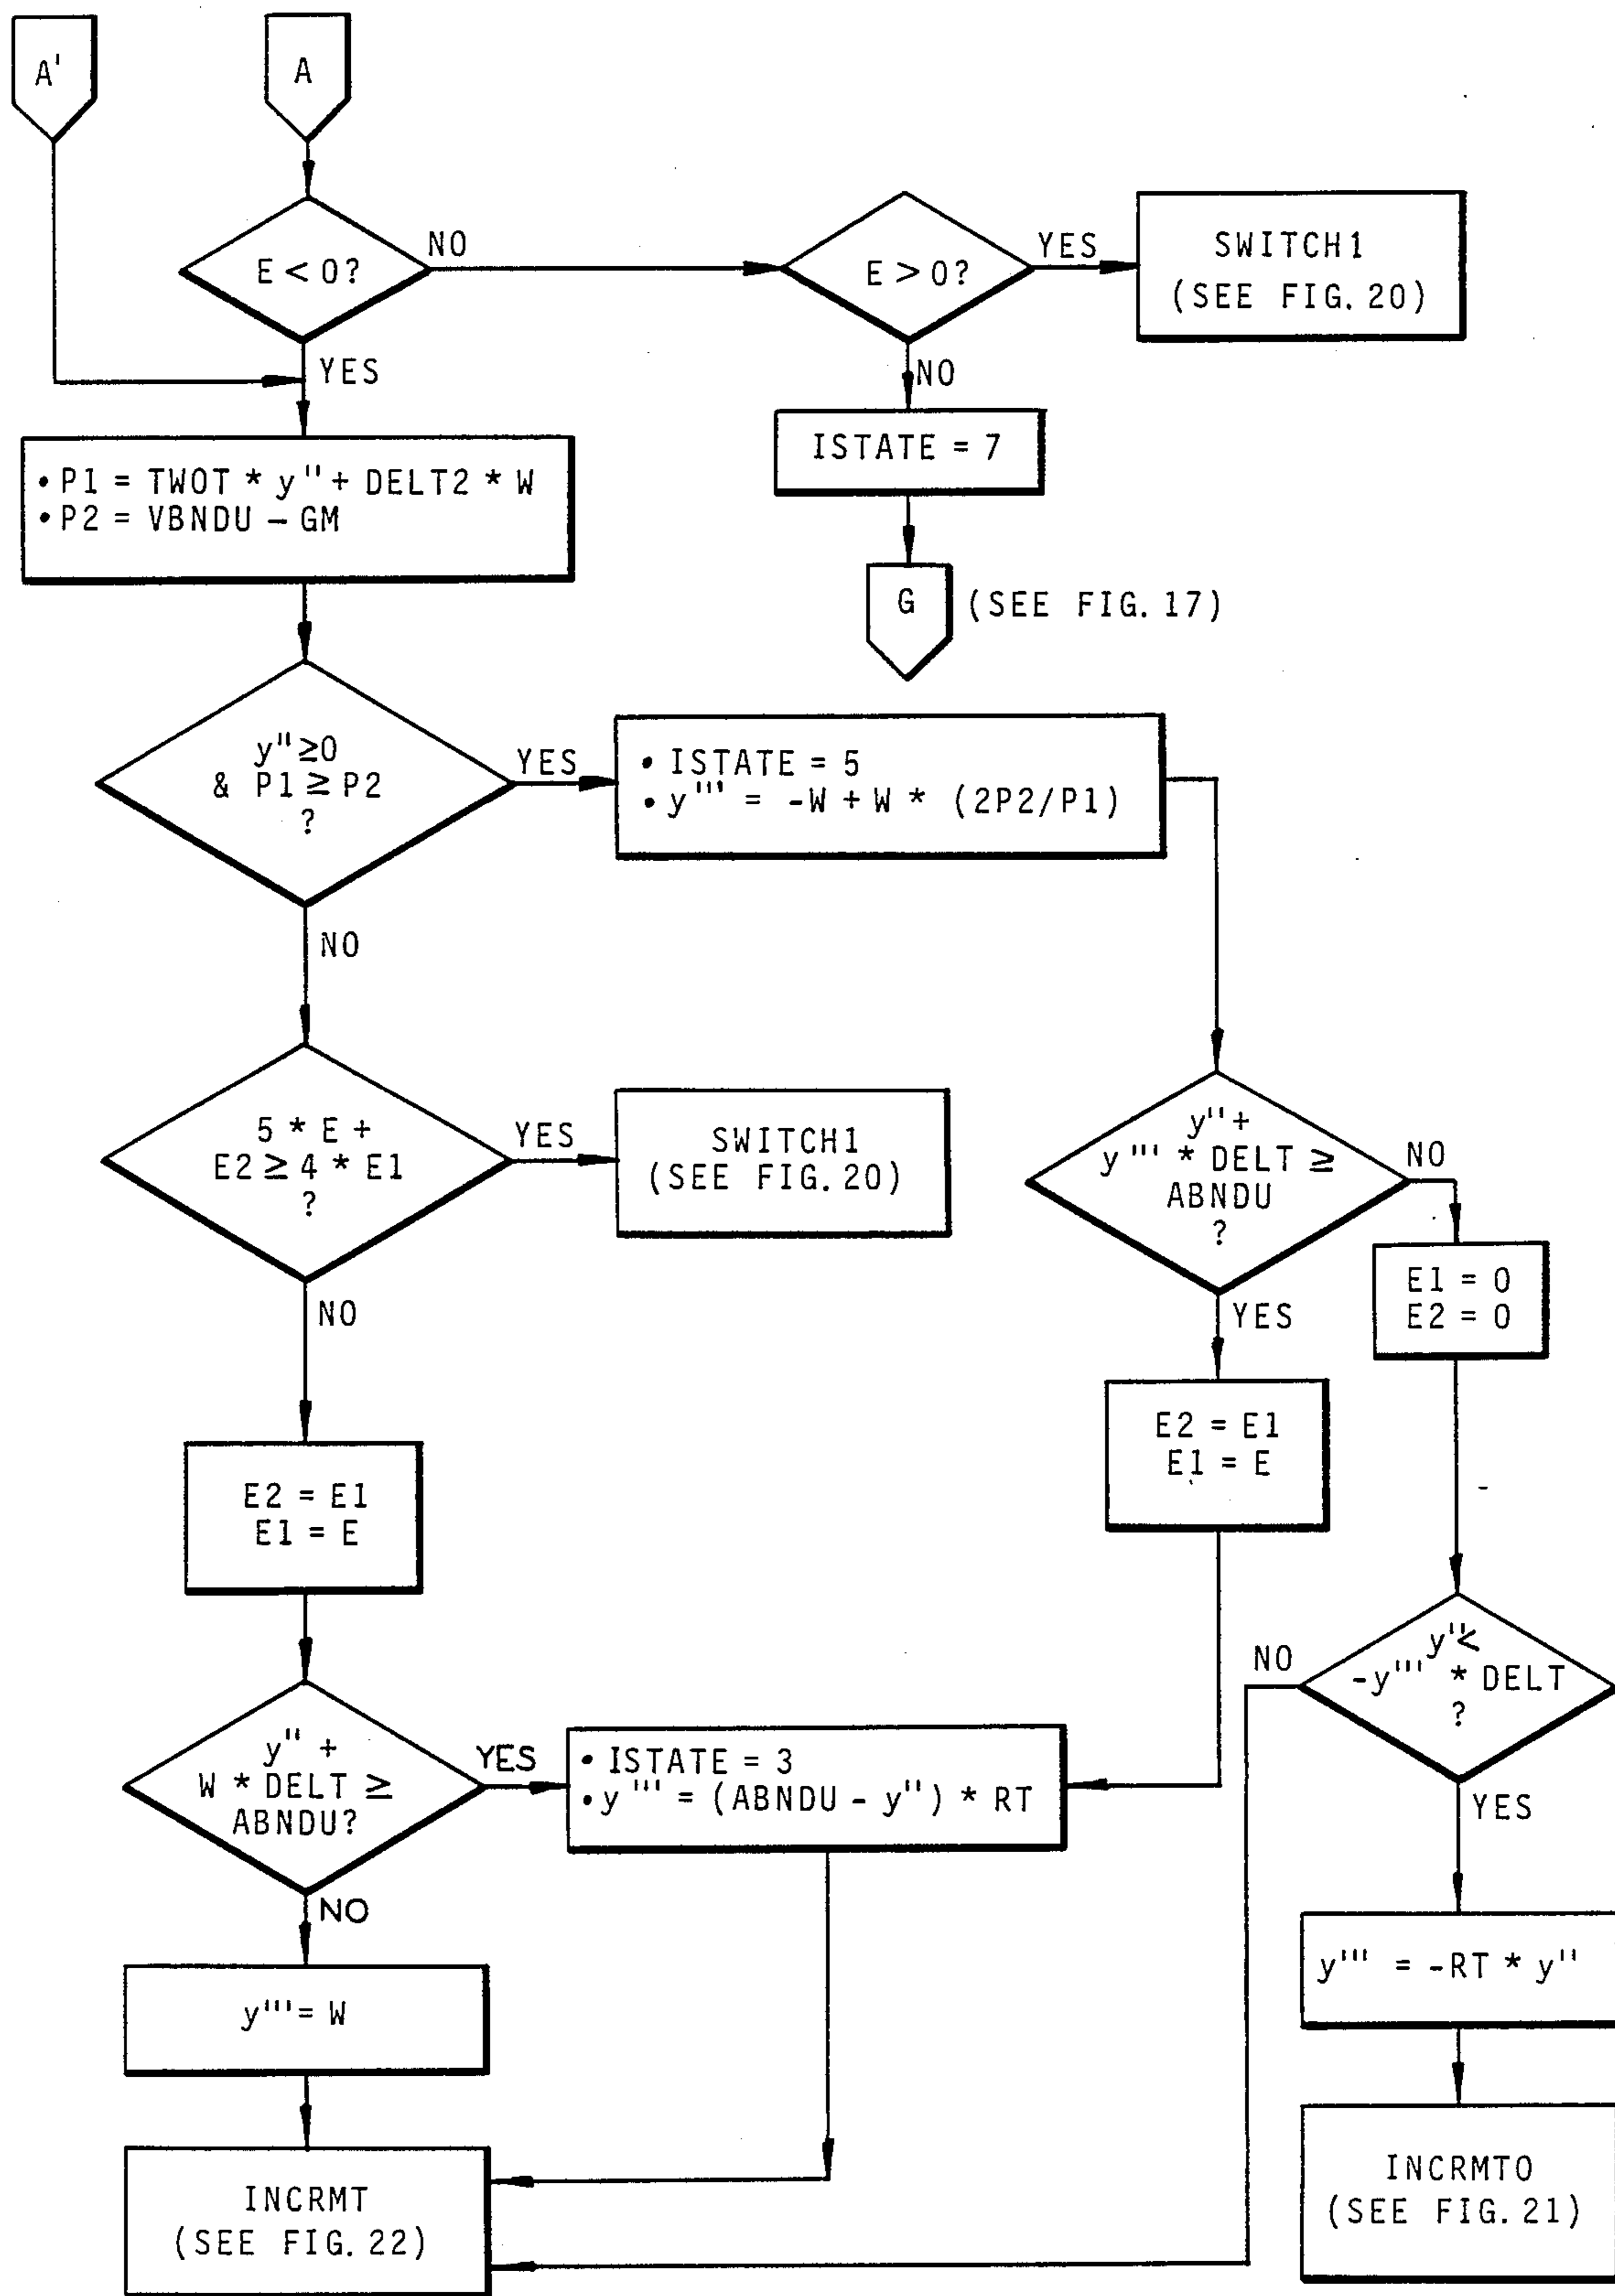 A'
A
E < 0?
NO
E > 0?
YES
SWITCH1
(SEE FIG. 20)
YES
NO
ISTATE = 7
• P1 = TWOT * y" + DELT2 * W
• P2 = VBNDU - GM
G
(SEE FIG. 17)
y" ≥ 0
& P1 ≥ P2
?
YES
• ISTATE = 5
• y''' = -W + W * (2P2/P1)
NO
5 * E +
E2 ≥ 4 * E1
?
YES
SWITCH1
(SEE FIG. 20)
y" +
y''' * DELT ≥
ABNDU
?
NO
E1 = 0
E2 = 0
NO
YES
E2 = E1
E1 = E
E2 = E1
E1 = E
y" <
-y''' * DELT
?
NO
YES
y" +
W * DELT ≥
ABNDU?
YES
• ISTATE = 3
• y''' = (ABNDU - y") * RT
NO
y''' = W
y''' = -RT * y"
INCRMT
(SEE FIG. 22)
INCRMTO
(SEE FIG. 21)